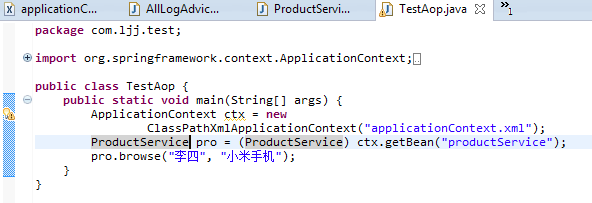 applicationC... AllLogAdvic... ProductServi... TestAop.java »1
package com.ljj.test;
import org.springframework.context.ApplicationContext;
public class TestAop {
public static void main(String[] args) {
ApplicationContext ctx = new
ClassPathXmlApplicationContext("applicationContext.xml");
ProductService pro = (ProductService) ctx.getBean("productService");
pro.browse("李四", "小米手机");
}
}